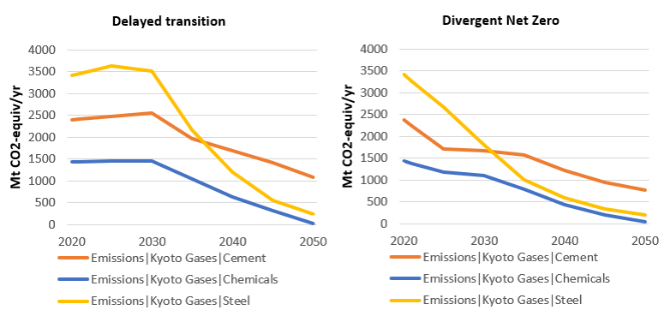 Delayed transition
Mt CO2-equiv/yr
4000
3500
3000
2500
2000
1500
1000
500
0
2020
2030
2040
2050
Emissions|Kyoto Gases|Cement
Emissions|Kyoto Gases|Chemicals
Emissions|Kyoto Gases|Steel
Divergent Net Zero
Mt CO2-equiv/yr
4000
3500
3000
2500
2000
1500
1000
500
0
2020
2030
2040
2050
Emissions|Kyoto Gases|Cement
Emissions|Kyoto Gases|Chemicals
Emissions|Kyoto Gases|Steel